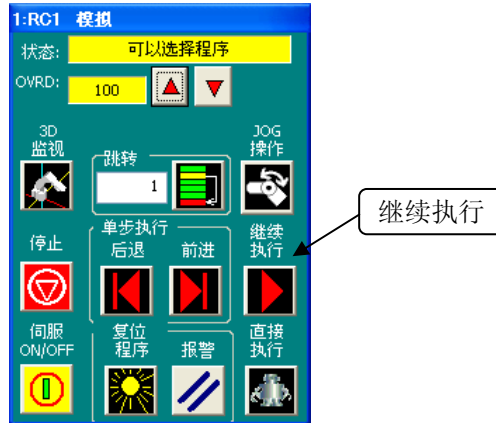 1:RC1 模拟
状态: 可以选择程序
OVRD: 100
3D
监视
跳转
1
JOG
操作
停止
单步执行
后退 前进
继续
执行
继续执行
伺服
ON/OFF
复位
程序
报警
直接
执行